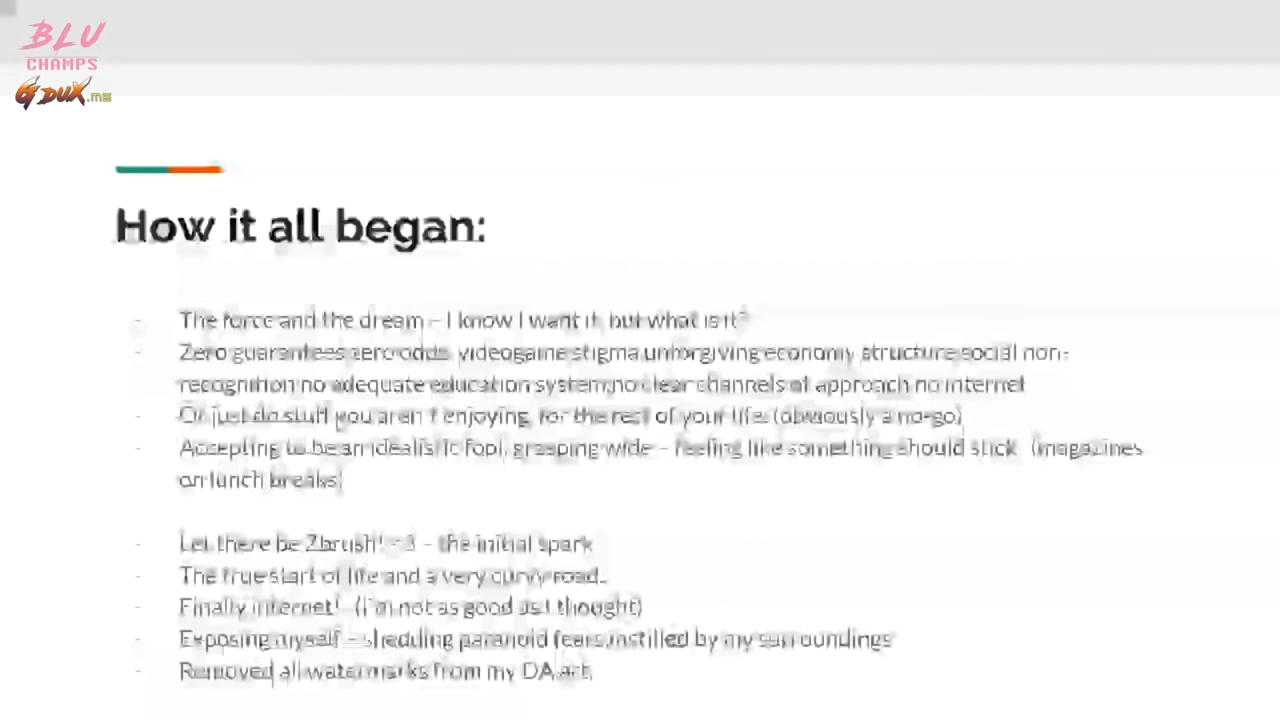 BLU
CHAMPS
GDUX.me
How it all began:
- The force and the dream – I know I want it, but what is it?
- Zero guarantees zero odds, videogame stigma,unforgiving economy structure,social non-
recognition no adequate education system,no clear channels of approach no internet
- Or just do stuff you aren't enjoying, for the rest of your life. (obviously a no-go)
- Accepting to be an idealistic fool, grasping wide – feeling like something should stick (magazines
on lunch breaks)
- Let there be Zbrush! <3 – the initial spark
- The true start of life and a very curvy road..
- Finally internet! (I'm not as good as I thought)
- Exposing myself – shedding paranoid fears,instilled by my surroundings
- Removed all watermarks from my DA art.